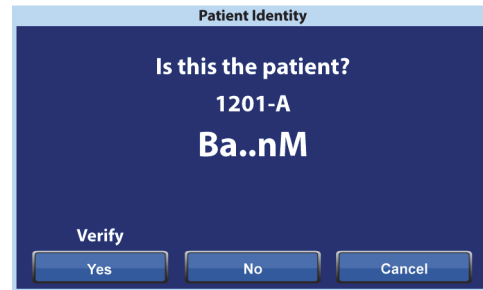 Patient Identity
Is this the patient?
1201-A
Ba..nM
Verify
Yes No Cancel